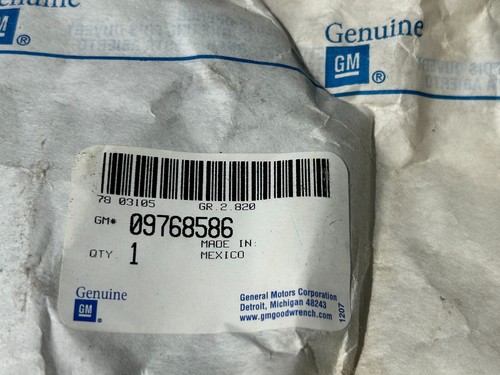 Genuine
GM ®
Genuine
GM ®
78 03105 GR.2.820
GM# 09768586
QTY. 1 MADE IN:
MEXICO
Genuine
GM
General Motors Corporation
Detroit, Michigan 48243
www.gmgoodwrench.com
1207